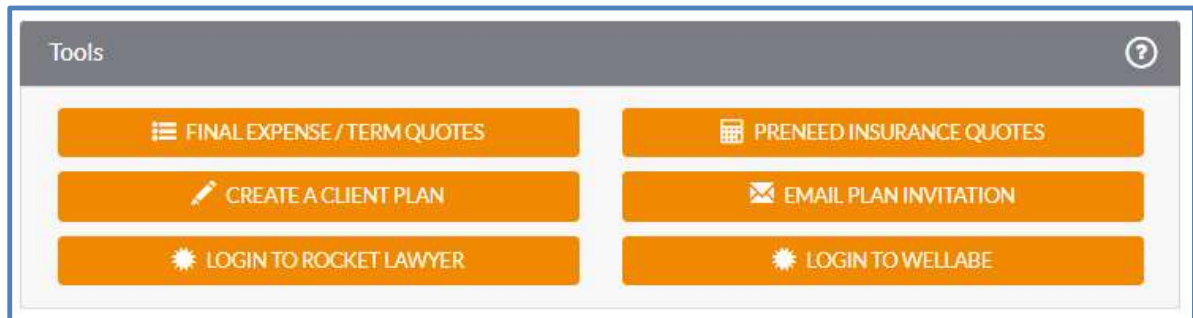 Tools
FINAL EXPENSE / TERM QUOTES
PRENEED INSURANCE QUOTES
CREATE A CLIENT PLAN
EMAIL PLAN INVITATION
LOGIN TO ROCKET LAWYER
LOGIN TO WELLABE